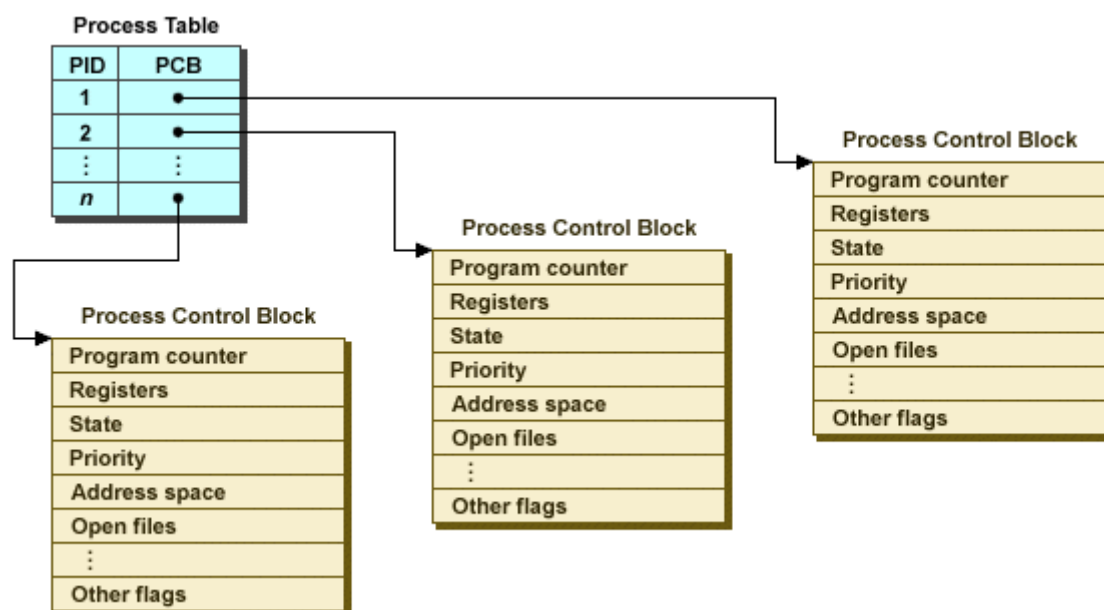 Process Table
PID PCB
1
2
⋮ ⋮
n
Process Control Block
Program counter
Registers
State
Priority
Address space
Open files
⋮
Other flags
Process Control Block
Program counter
Registers
State
Priority
Address space
Open files
⋮
Other flags
Process Control Block
Program counter
Registers
State
Priority
Address space
Open files
⋮
Other flags